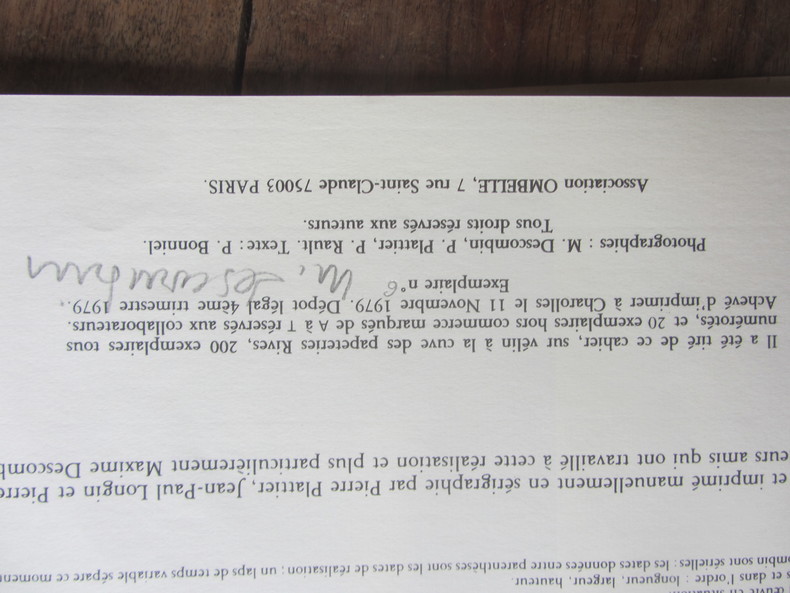 œuvre en situation
s et dans l'ordre : longueur, largeur, hauteur.
mbin sont sérielles : les dates données entre parenthèses sont les dates de réalisation ; un laps de temps variable sépare ce moment
et imprimé manuellement en sérigraphie par Pierre Plattier, Jean-Paul Longin et Pierre
eurs amis qui ont travaillé à cette réalisation et plus particulièrement Maxime Descomb
Il a été tiré de ce cahier, sur vélin à la cuve des papeteries Rives, 200 exemplaires tous
numérotés, et 20 exemplaires hors commerce marqués de A à T réservés aux collaborateurs.
Achevé d'imprimer à Charolles le 11 Novembre 1979. Dépot légal 4ème trimestre 1979.
Exemplaire n° 6 M. Descombin
Photographies : M. Descombin, P. Plattier, P. Rault. Texte : P. Bonniel.
Tous droits réservés aux auteurs.
Association OMBELLE, 7 rue Saint-Claude 75003 PARIS.